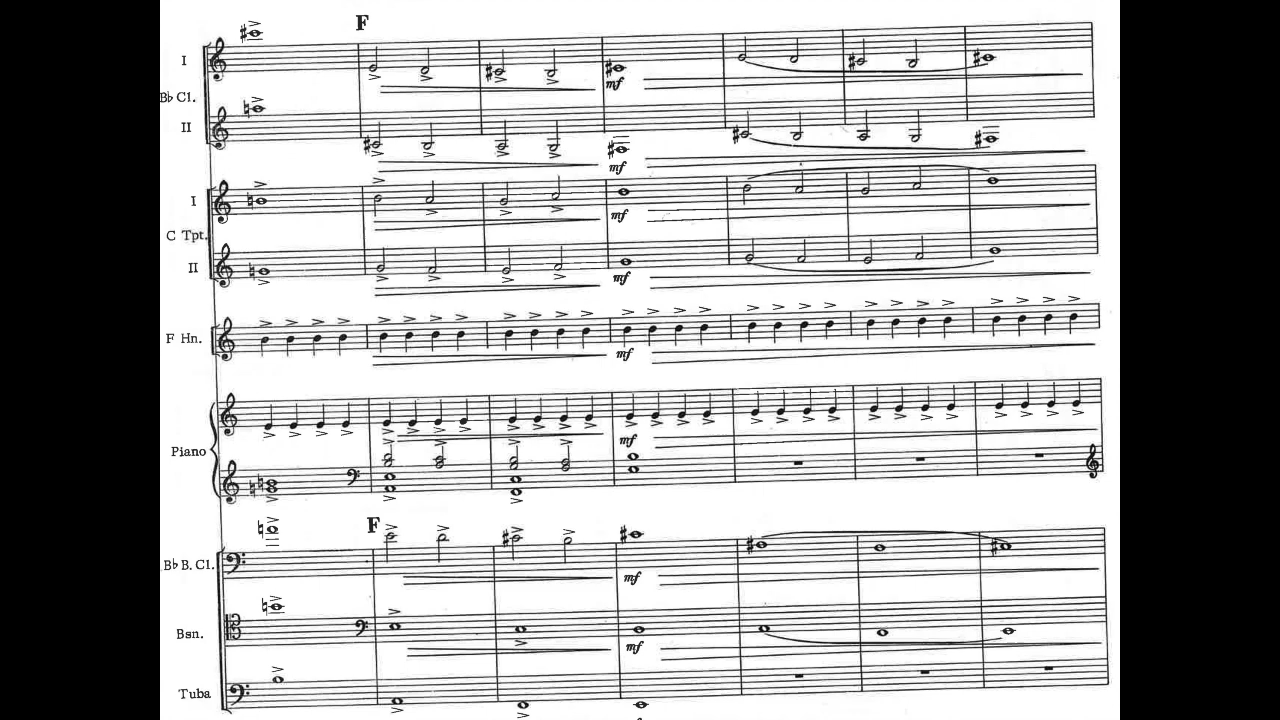 F
I
B♭ Cl.
mf
II
mf
I
mf
C Tpt.
II
mf
F Hn.
mf
Piano
mf
F
B♭ B. Cl.
mf
Bsn.
mf
Tuba